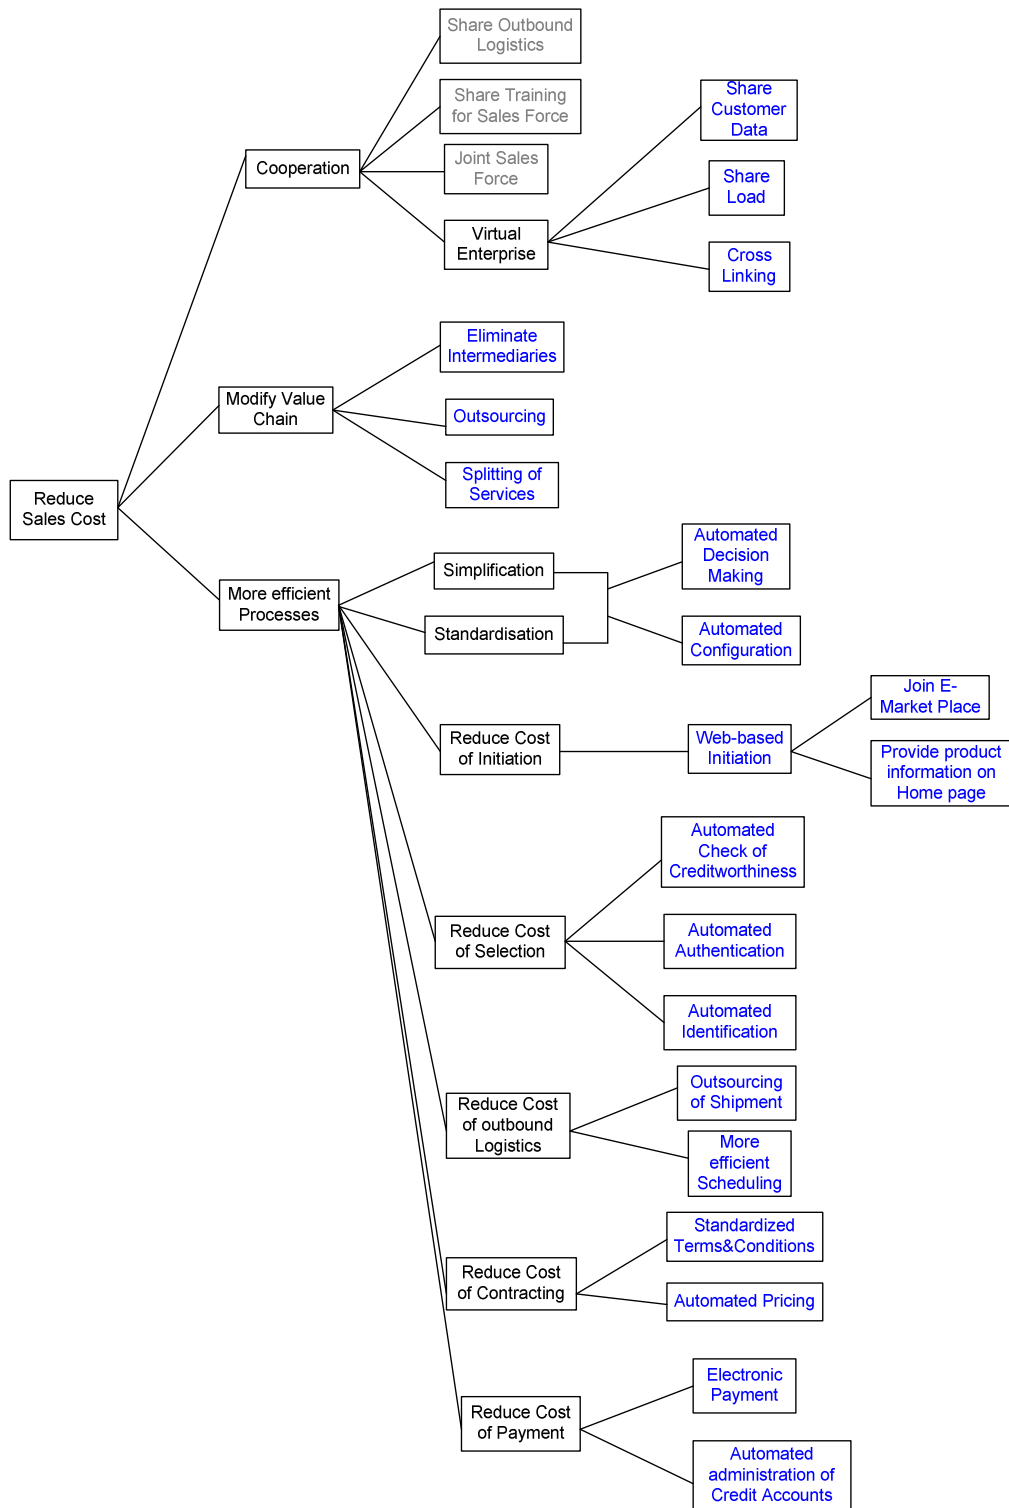 Share Outbound
Logistics
Share Training
for Sales Force
Joint Sales
Force
Cooperation
Virtual
Enterprise
Share
Customer
Data
Share
Load
Cross
Linking
Eliminate
Intermediaries
Modify Value
Chain
Outsourcing
Splitting of
Services
Reduce
Sales Cost
More efficient
Processes
Simplification
Standardisation
Automated
Decision
Making
Automated
Configuration
Reduce Cost
of Initiation
Web-based
Initiation
Join E-
Market Place
Provide product
information on
Home page
Reduce Cost
of Selection
Automated
Check of
Creditworthiness
Automated
Authentication
Automated
Identification
Reduce Cost
of outbound
Logistics
Outsourcing
of Shipment
More
efficient
Scheduling
Reduce Cost
of Contracting
Standardized
Terms&Conditions
Automated Pricing
Reduce Cost
of Payment
Electronic
Payment
Automated
administration of
Credit Accounts